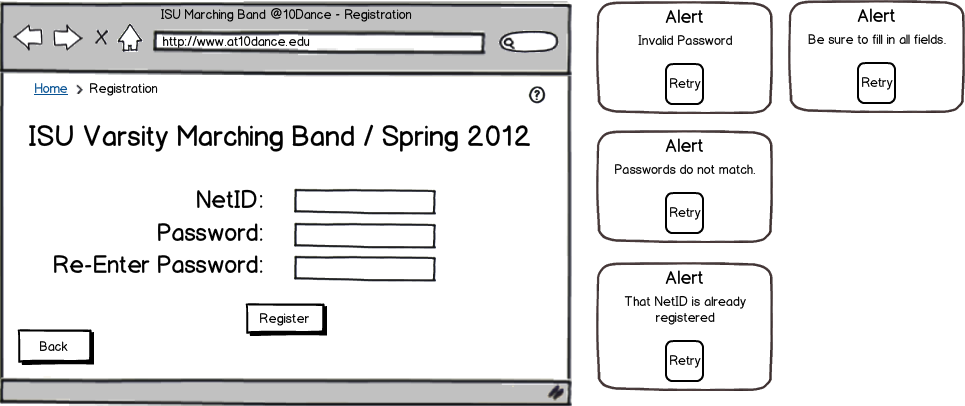 ISU Marching Band @10Dance - Registration
http://www.at10dance.edu
Home > Registration
?
ISU Varsity Marching Band / Spring 2012
NetID:
Password:
Re-Enter Password:
Register
Back
Alert
Invalid Password
Retry
Alert
Be sure to fill in all fields.
Retry
Alert
Passwords do not match.
Retry
Alert
That NetID is already
registered
Retry